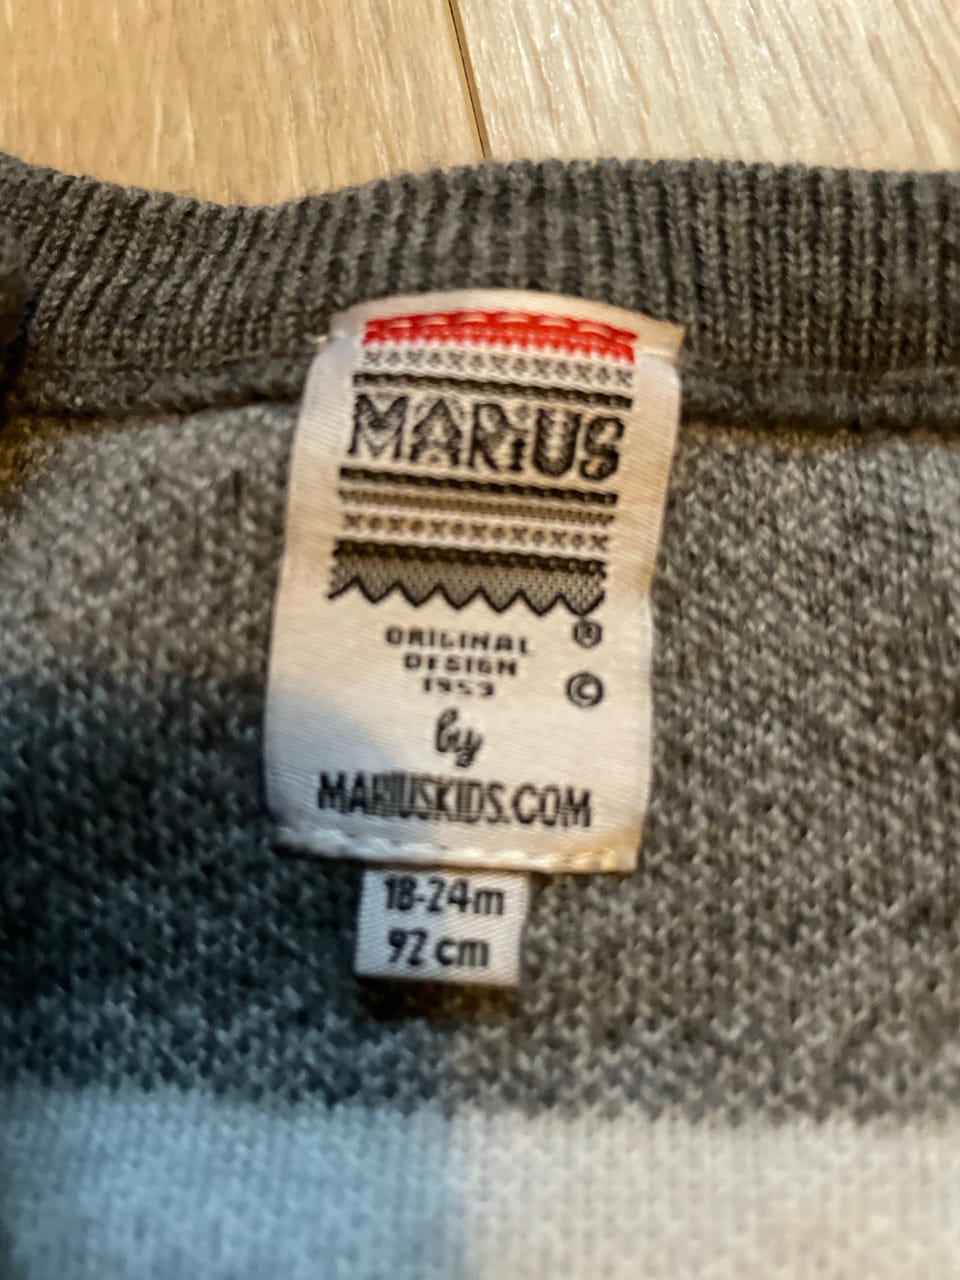 MARIUS
®
ORIGINAL
DESIGN
1953
©
by
MARIUSKIDS.COM
18-24m
92 cm